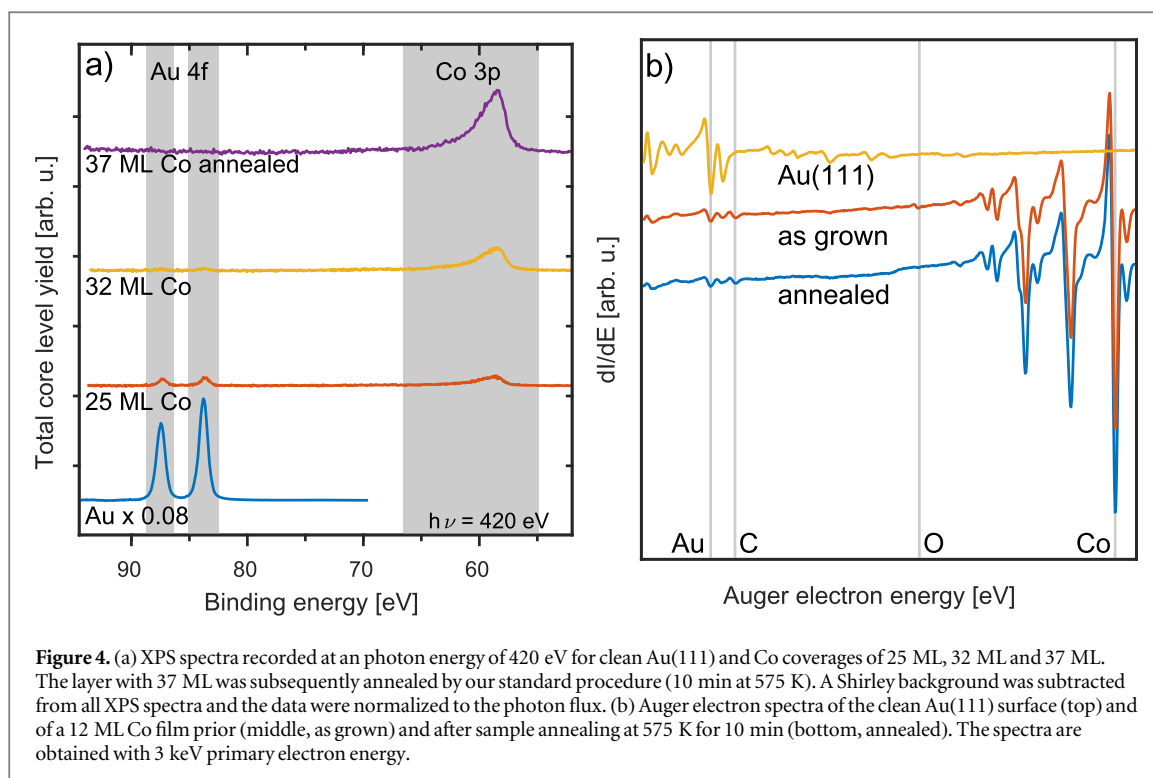 a)
Au 4f
Co 3p
37 ML Co annealed
32 ML Co
25 ML Co
Au x 0.08
hν = 420 eV
90
80
70
60
Binding energy [eV]
Total core level yield [arb. u.]
b)
Au(111)
as grown
annealed
Au
C
O
Co
Auger electron energy [eV]
dI/dE [arb. u.]
Figure 4. (a) XPS spectra recorded at an photon energy of 420 eV for clean Au(111) and Co coverages of 25 ML, 32 ML and 37 ML.
The layer with 37 ML was subsequently annealed by our standard procedure (10 min at 575 K). A Shirley background was subtracted
from all XPS spectra and the data were normalized to the photon flux. (b) Auger electron spectra of the clean Au(111) surface (top) and
of a 12 ML Co film prior (middle, as grown) and after sample annealing at 575 K for 10 min (bottom, annealed). The spectra are
obtained with 3 keV primary electron energy.